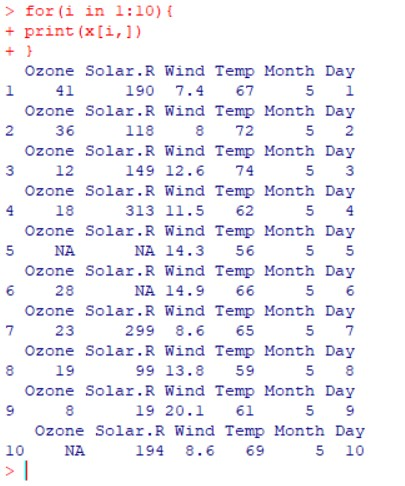 > for(i in 1:10){
+ print(x[i,])
+ }
  Ozone Solar.R Wind Temp Month Day
1    41     190  7.4   67     5   1
  Ozone Solar.R Wind Temp Month Day
2    36     118    8   72     5   2
  Ozone Solar.R Wind Temp Month Day
3    12     149 12.6   74     5   3
  Ozone Solar.R Wind Temp Month Day
4    18     313 11.5   62     5   4
  Ozone Solar.R Wind Temp Month Day
5    NA      NA 14.3   56     5   5
  Ozone Solar.R Wind Temp Month Day
6    28      NA 14.9   66     5   6
  Ozone Solar.R Wind Temp Month Day
7    23     299  8.6   65     5   7
  Ozone Solar.R Wind Temp Month Day
8    19      99 13.8   59     5   8
  Ozone Solar.R Wind Temp Month Day
9     8      19 20.1   61     5   9
   Ozone Solar.R Wind Temp Month Day
10    NA     194  8.6   69     5  10
>